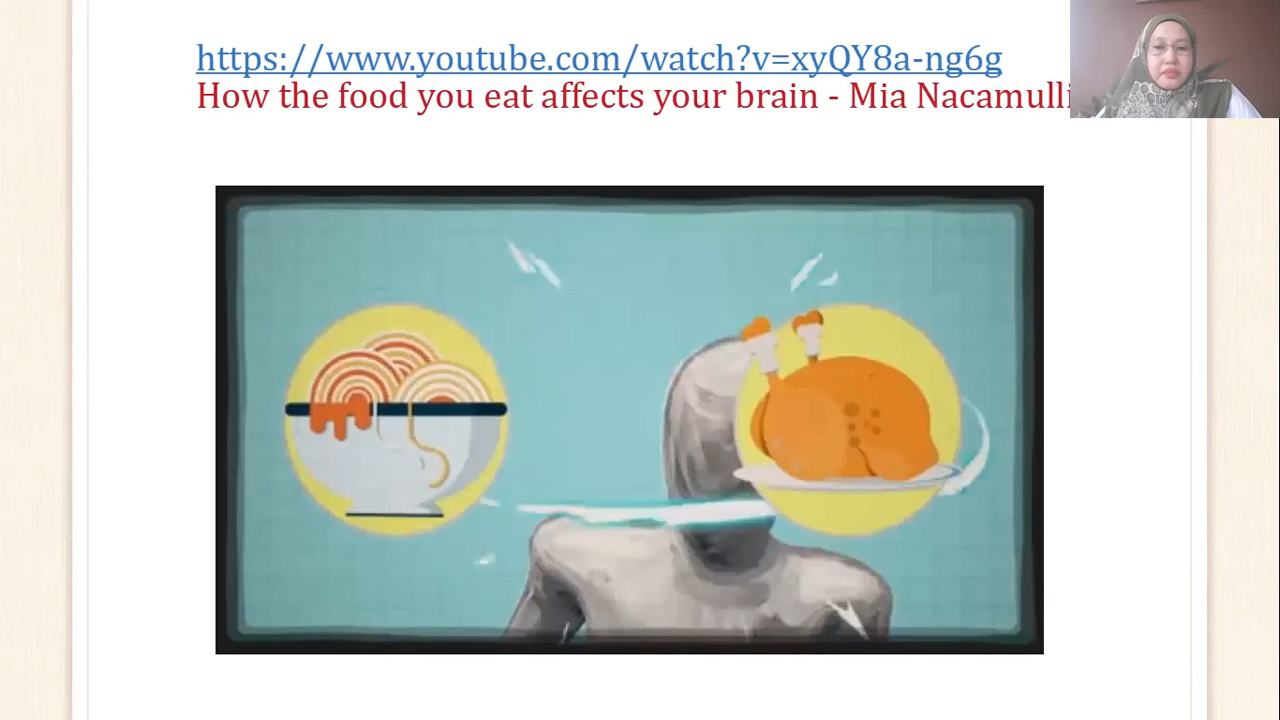 https://www.youtube.com/watch?v=xyQY8a-ng6g
How the food you eat affects your brain - Mia Nacamulli